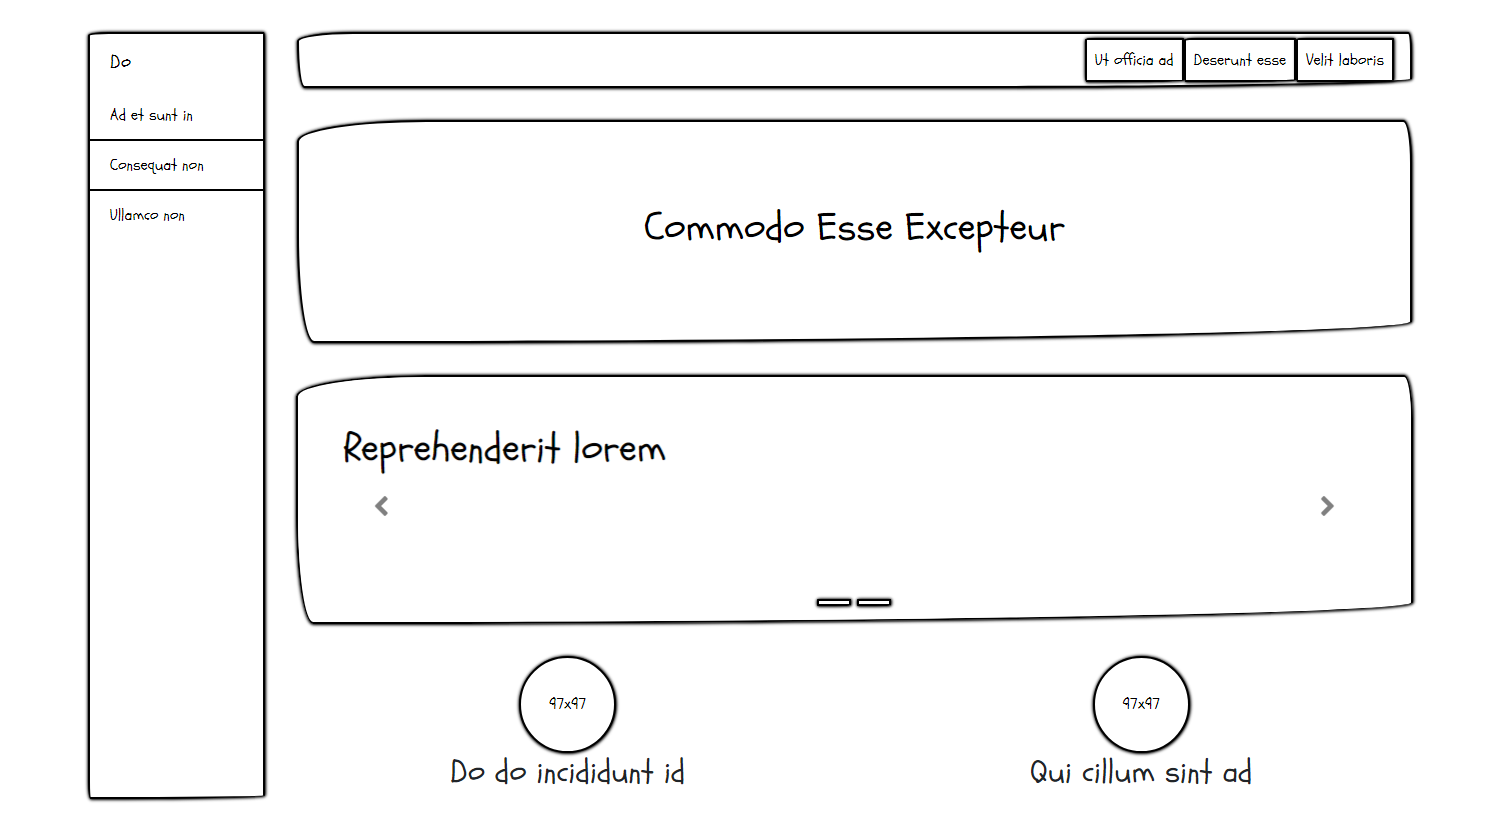 Do
Ad et sunt in
Consequat non
Ullamco non
Ut officia ad
Deserunt esse
Velit laboris
Commodo Esse Excepteur
Reprehenderit lorem
97x97
Do do incididunt id
97x97
Qui cillum sint ad